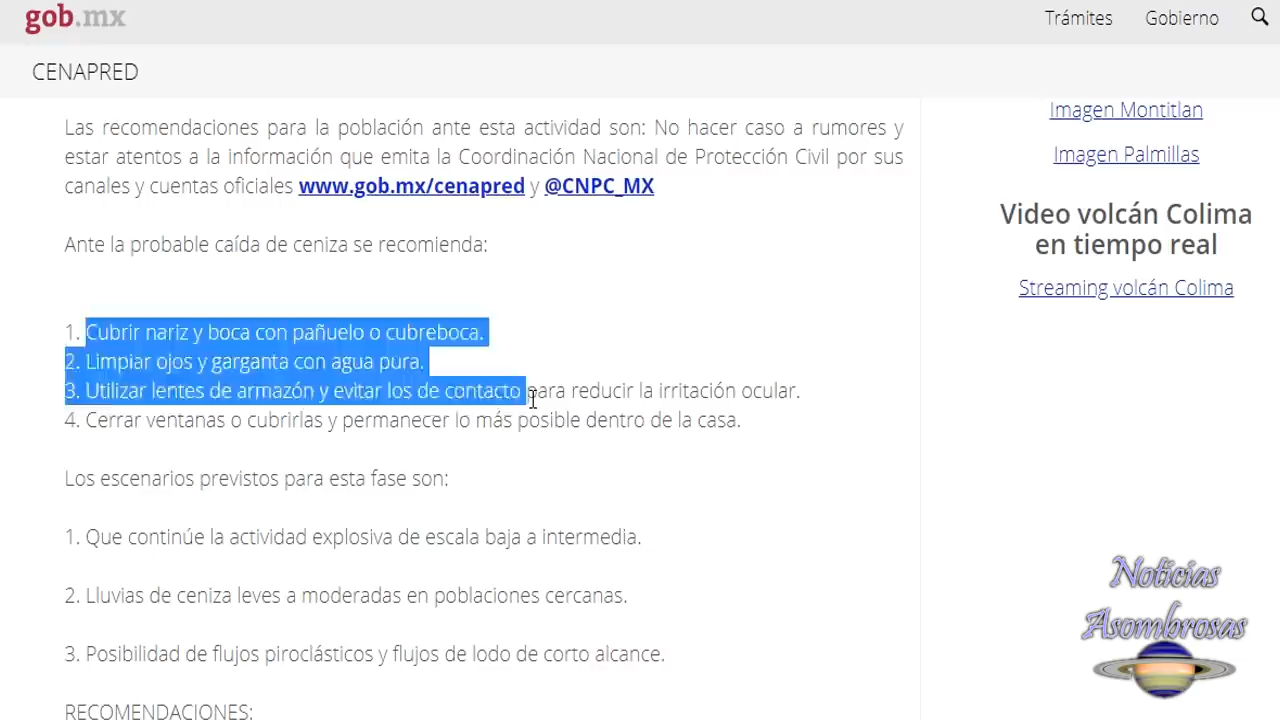 gob.mx
Trámites
Gobierno
CENAPRED
Las recomendaciones para la población ante esta actividad son: No hacer caso a rumores y
estar atentos a la información que emita la Coordinación Nacional de Protección Civil por sus
canales y cuentas oficiales www.gob.mx/cenapred y @CNPC_MX
Ante la probable caída de ceniza se recomienda:
1. Cubrir nariz y boca con pañuelo o cubreboca.
2. Limpiar ojos y garganta con agua pura.
3. Utilizar lentes de armazón y evitar los de contacto para reducir la irritación ocular.
4. Cerrar ventanas o cubrirlas y permanecer lo más posible dentro de la casa.
Los escenarios previstos para esta fase son:
1. Que continúe la actividad explosiva de escala baja a intermedia.
2. Lluvias de ceniza leves a moderadas en poblaciones cercanas.
3. Posibilidad de flujos piroclásticos y flujos de lodo de corto alcance.
RECOMENDACIONES:
Imagen Montitlan
Imagen Palmillas
Video volcán Colima
en tiempo real
Streaming volcán Colima
Noticias
Asombrosas